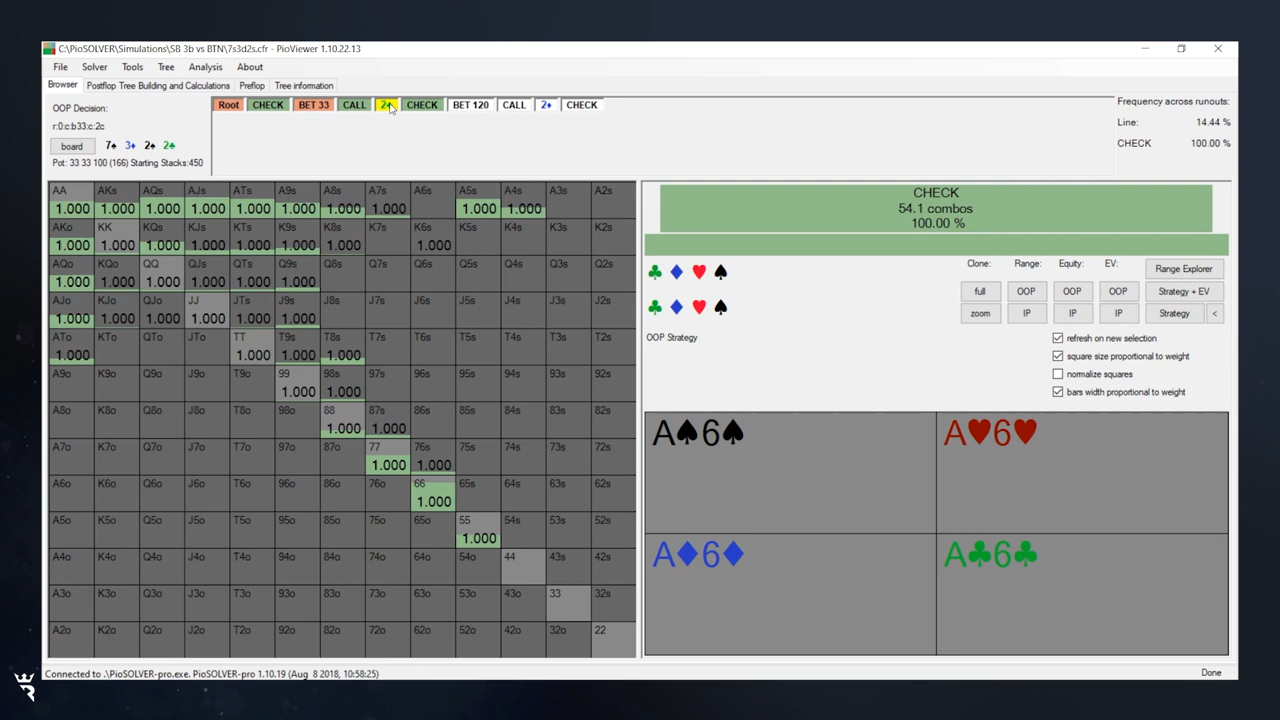 C:\PioSOLVER\Simulations\SB 3b vs BTN\7s3d2s.cfr - PioViewer 1.10.22.13
File Solver Tools Tree Analysis About
Browser Postflop Tree Building and Calculations Preflop Tree information
OOP Decision:
r:0:c:b33:c:2c
board 7♠ 3♦ 2♠ 2♣
Pot: 33 33 100 (166) Starting Stacks:450
Root CHECK BET 33 CALL 2♣ CHECK BET 120 CALL 2♦ CHECK
Frequency across runouts:
Line: 14.44 %
CHECK 100.00 %
AA AKs AQs AJs ATs A9s A8s A7s A6s A5s A4s A3s A2s
1.000 1.000 1.000 1.000 1.000 1.000 1.000 1.000 1.000 1.000
AKo KK KQs KJs KTs K9s K8s K7s K6s K5s K4s K3s K2s
1.000 1.000 1.000 1.000 1.000 1.000 1.000 1.000
AQo KQo QQ QJs QTs Q9s Q8s Q7s Q6s Q5s Q4s Q3s Q2s
1.000 1.000 1.000 1.000 1.000 1.000
AJo KJo QJo JJ JTs J9s J8s J7s J6s J5s J4s J3s J2s
1.000 1.000 1.000 1.000 1.000 1.000
ATo KTo QTo JTo TT T9s T8s T7s T6s T5s T4s T3s T2s
1.000 1.000 1.000 1.000
A9o K9o Q9o J9o T9o 99 98s 97s 96s 95s 94s 93s 92s
1.000 1.000
A8o K8o Q8o J8o T8o 98o 88 87s 86s 85s 84s 83s 82s
1.000 1.000
A7o K7o Q7o J7o T7o 97o 87o 77 76s 75s 74s 73s 72s
1.000 1.000
A6o K6o Q6o J6o T6o 96o 86o 76o 66 65s 64s 63s 62s
1.000
A5o K5o Q5o J5o T5o 95o 85o 75o 65o 55 54s 53s 52s
1.000
A4o K4o Q4o J4o T4o 94o 84o 74o 64o 54o 44 43s 42s
A3o K3o Q3o J3o T3o 93o 83o 73o 63o 53o 43o 33 32s
A2o K2o Q2o J2o T2o 92o 82o 72o 62o 52o 42o 32o 22
CHECK
54.1 combos
100.00 %
♣ ♦ ♥ ♠
♣ ♦ ♥ ♠
OOP Strategy
Clone: Range: Equity: EV: Range Explorer
full OOP OOP OOP Strategy + EV
zoom IP IP IP Strategy <
refresh on new selection
square size proportional to weight
normalize squares
bars width proportional to weight
A♠6♠ A♥6♥
A♦6♦ A♣6♣
Connected to .\PioSOLVER-pro.exe. PioSOLVER-pro 1.10.19 (Aug 8 2018, 10:58:25) Done
R